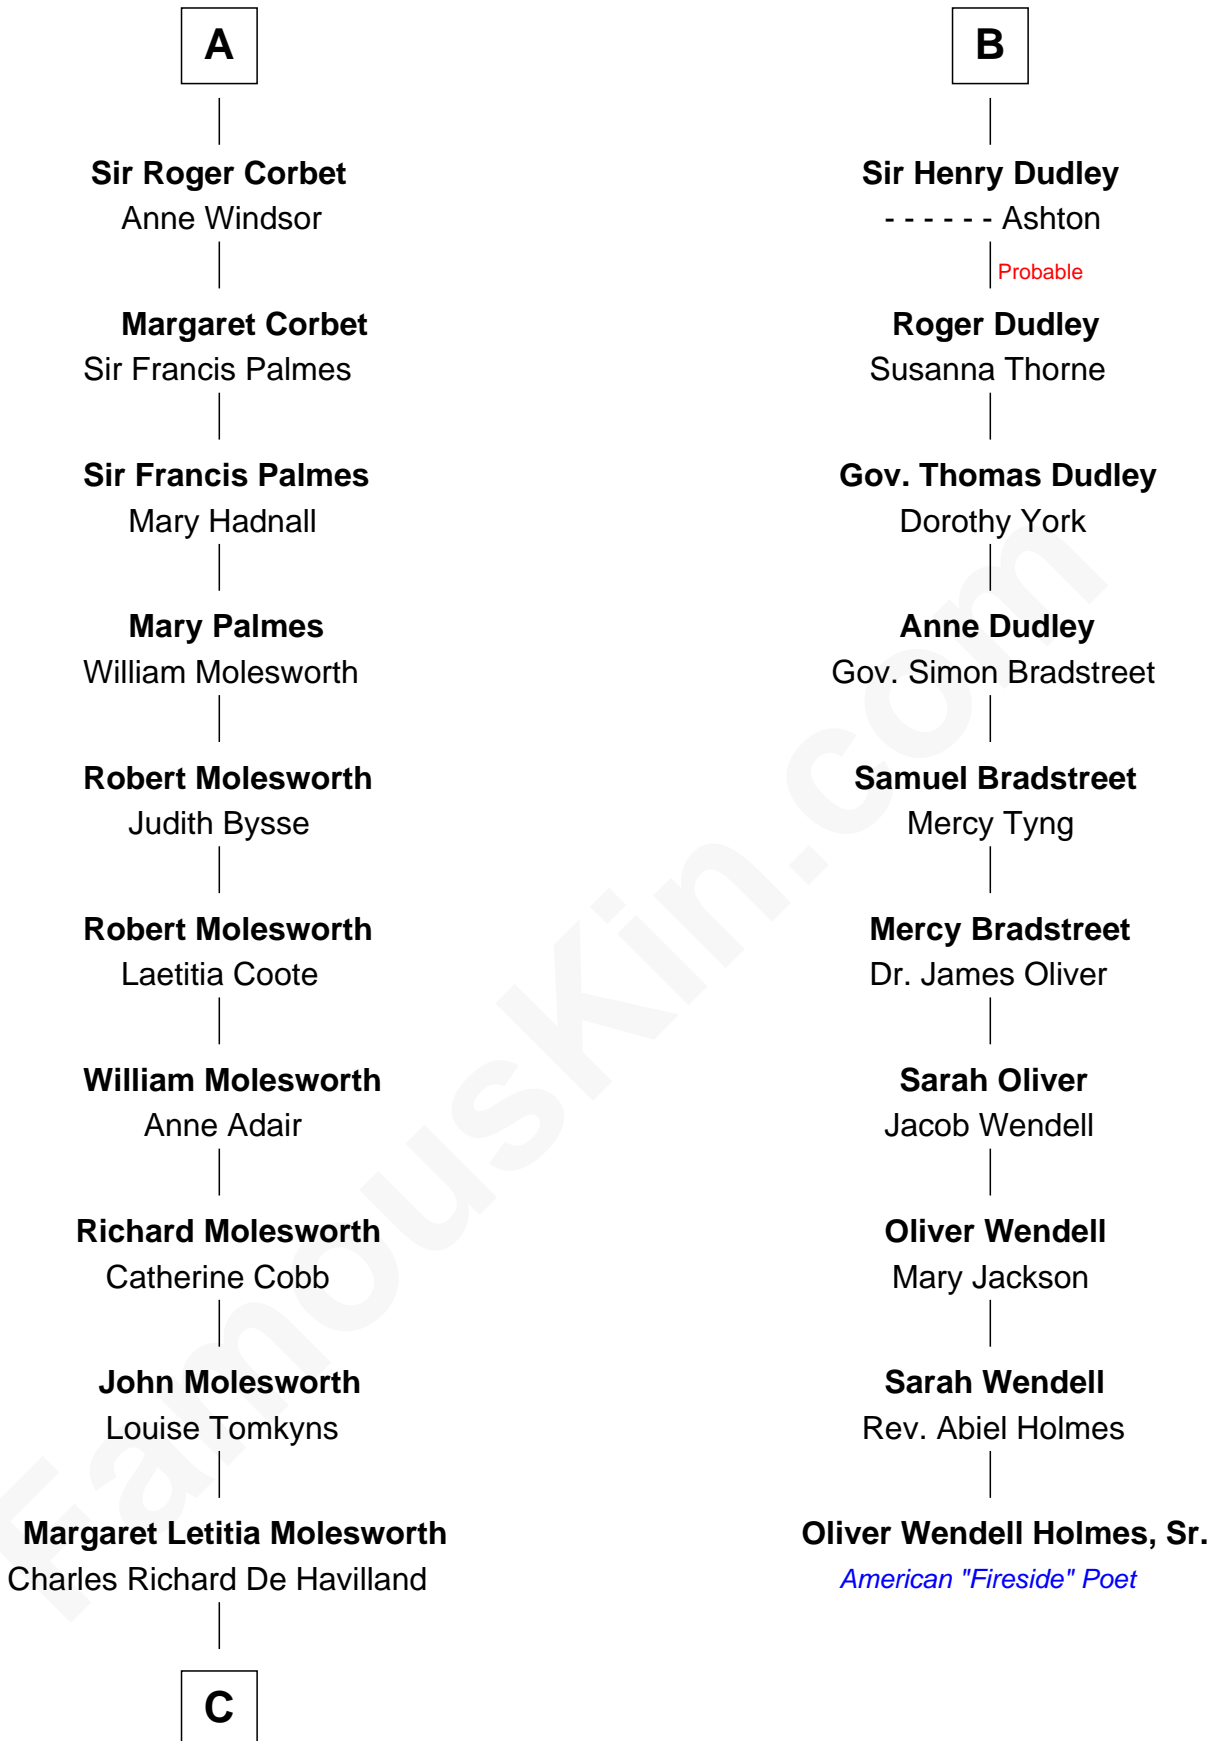 A
Sir Roger Corbet
Anne Windsor
Margaret Corbet
Sir Francis Palmes
Sir Francis Palmes
Mary Hadnall
Mary Palmes
William Molesworth
Robert Molesworth
Judith Bysse
Robert Molesworth
Laetitia Coote
William Molesworth
Anne Adair
Richard Molesworth
Catherine Cobb
John Molesworth
Louise Tomkyns
Margaret Letitia Molesworth
Charles Richard De Havilland
C
B
Sir Henry Dudley
- - - - - - Ashton
Probable
Roger Dudley
Susanna Thorne
Gov. Thomas Dudley
Dorothy York
Anne Dudley
Gov. Simon Bradstreet
Samuel Bradstreet
Mercy Tyng
Mercy Bradstreet
Dr. James Oliver
Sarah Oliver
Jacob Wendell
Oliver Wendell
Mary Jackson
Sarah Wendell
Rev. Abiel Holmes
Oliver Wendell Holmes, Sr.
American "Fireside" Poet
FamousKin.com